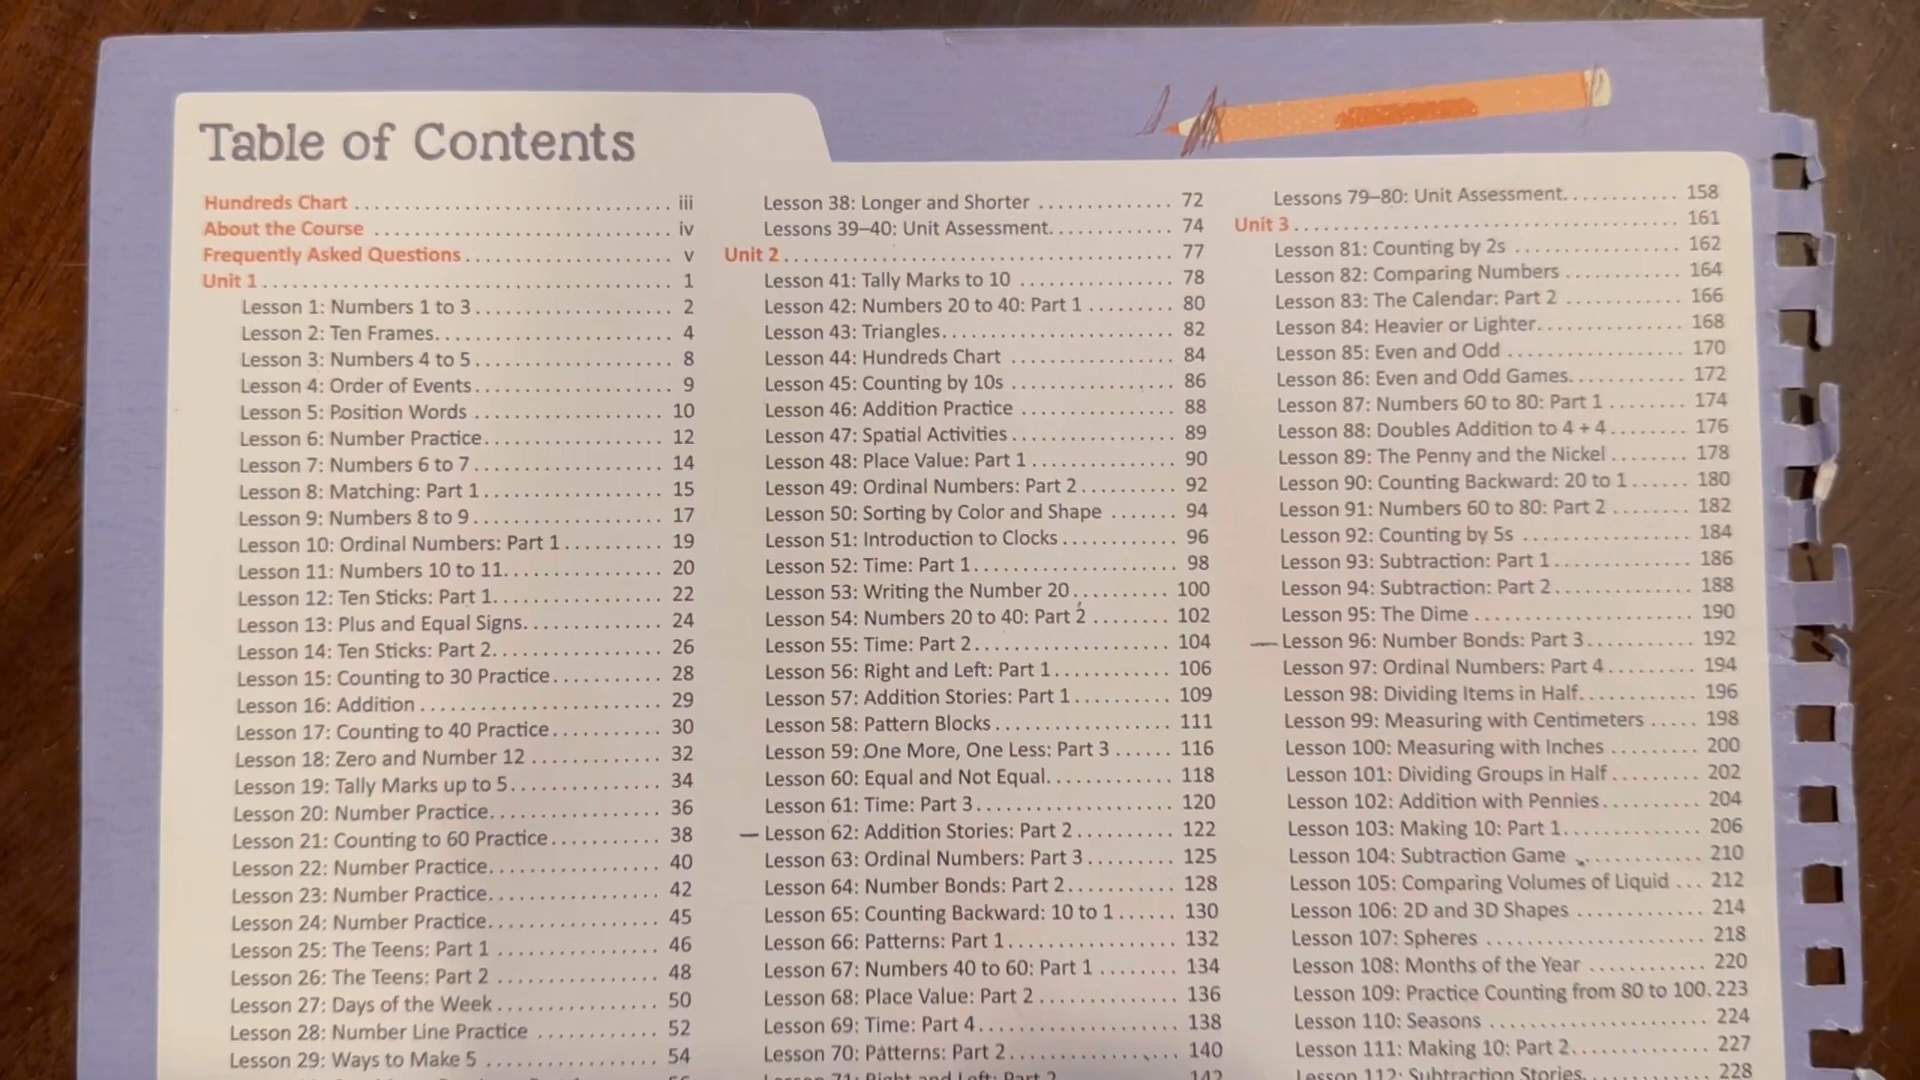 Table of Contents
Hundreds Chart ................................ iii
About the Course .............................. iv
Frequently Asked Questions ...................... v
Unit 1 ......................................... 1
Lesson 1: Numbers 1 to 3 ..................... 2
Lesson 2: Ten Frames ......................... 4
Lesson 3: Numbers 4 to 5 ..................... 8
Lesson 4: Order of Events ..................... 9
Lesson 5: Position Words .................... 10
Lesson 6: Number Practice ................... 12
Lesson 7: Numbers 6 to 7 .................... 14
Lesson 8: Matching: Part 1 ................... 15
Lesson 9: Numbers 8 to 9 .................... 17
Lesson 10: Ordinal Numbers: Part 1 .......... 19
Lesson 11: Numbers 10 to 11 ................ 20
Lesson 12: Ten Sticks: Part 1 ................. 22
Lesson 13: Plus and Equal Signs .............. 24
Lesson 14: Ten Sticks: Part 2 ................. 26
Lesson 15: Counting to 30 Practice ........... 28
Lesson 16: Addition ......................... 29
Lesson 17: Counting to 40 Practice ........... 30
Lesson 18: Zero and Number 12 ............. 32
Lesson 19: Tally Marks up to 5 ............... 34
Lesson 20: Number Practice ................. 36
Lesson 21: Counting to 60 Practice ........... 38
Lesson 22: Number Practice ................. 40
Lesson 23: Number Practice ................. 42
Lesson 24: Number Practice ................. 45
Lesson 25: The Teens: Part 1 ................ 46
Lesson 26: The Teens: Part 2 ................ 48
Lesson 27: Days of the Week ................ 50
Lesson 28: Number Line Practice ............ 52
Lesson 29: Ways to Make 5 .................. 54
Lesson 38: Longer and Shorter .............. 72
Lessons 39–40: Unit Assessment ............. 74
Unit 2 ........................................ 77
Lesson 41: Tally Marks to 10 ................ 78
Lesson 42: Numbers 20 to 40: Part 1 ......... 80
Lesson 43: Triangles ........................ 82
Lesson 44: Hundreds Chart ................. 84
Lesson 45: Counting by 10s ................. 86
Lesson 46: Addition Practice ................ 88
Lesson 47: Spatial Activities ................. 89
Lesson 48: Place Value: Part 1 ............... 90
Lesson 49: Ordinal Numbers: Part 2 .......... 92
Lesson 50: Sorting by Color and Shape ....... 94
Lesson 51: Introduction to Clocks ............ 96
Lesson 52: Time: Part 1 ..................... 98
Lesson 53: Writing the Number 20 .......... 100
Lesson 54: Numbers 20 to 40: Part 2 ........ 102
Lesson 55: Time: Part 2 .................... 104
Lesson 56: Right and Left: Part 1 ............ 106
Lesson 57: Addition Stories: Part 1 .......... 109
Lesson 58: Pattern Blocks .................. 111
Lesson 59: One More, One Less: Part 3 ...... 116
Lesson 60: Equal and Not Equal ............. 118
Lesson 61: Time: Part 3 .................... 120
Lesson 62: Addition Stories: Part 2 .......... 122
Lesson 63: Ordinal Numbers: Part 3 ......... 125
Lesson 64: Number Bonds: Part 2 ........... 128
Lesson 65: Counting Backward: 10 to 1 ...... 130
Lesson 66: Patterns: Part 1 ................. 132
Lesson 67: Numbers 40 to 60: Part 1 ........ 134
Lesson 68: Place Value: Part 2 .............. 136
Lesson 69: Time: Part 4 .................... 138
Lesson 70: Patterns: Part 2 ................. 140
Lesson 71: Right and Left: Part 2 142
Lessons 79–80: Unit Assessment ............ 158
Unit 3 ....................................... 161
Lesson 81: Counting by 2s ................. 162
Lesson 82: Comparing Numbers ............ 164
Lesson 83: The Calendar: Part 2 ............ 166
Lesson 84: Heavier or Lighter ............... 168
Lesson 85: Even and Odd .................. 170
Lesson 86: Even and Odd Games ............ 172
Lesson 87: Numbers 60 to 80: Part 1 ........ 174
Lesson 88: Doubles Addition to 4 + 4 ........ 176
Lesson 89: The Penny and the Nickel ........ 178
Lesson 90: Counting Backward: 20 to 1 ...... 180
Lesson 91: Numbers 60 to 80: Part 2 ........ 182
Lesson 92: Counting by 5s ................. 184
Lesson 93: Subtraction: Part 1 .............. 186
Lesson 94: Subtraction: Part 2 .............. 188
Lesson 95: The Dime ...................... 190
Lesson 96: Number Bonds: Part 3 ........... 192
Lesson 97: Ordinal Numbers: Part 4 ......... 194
Lesson 98: Dividing Items in Half ............ 196
Lesson 99: Measuring with Centimeters ..... 198
Lesson 100: Measuring with Inches ......... 200
Lesson 101: Dividing Groups in Half ......... 202
Lesson 102: Addition with Pennies .......... 204
Lesson 103: Making 10: Part 1 .............. 206
Lesson 104: Subtraction Game ............. 210
Lesson 105: Comparing Volumes of Liquid ... 212
Lesson 106: 2D and 3D Shapes ............. 214
Lesson 107: Spheres ...................... 218
Lesson 108: Months of the Year ............ 220
Lesson 109: Practice Counting from 80 to 100. 223
Lesson 110: Seasons ...................... 224
Lesson 111: Making 10: Part 2 .............. 227
Lesson 112: Subtraction Stories ............. 228